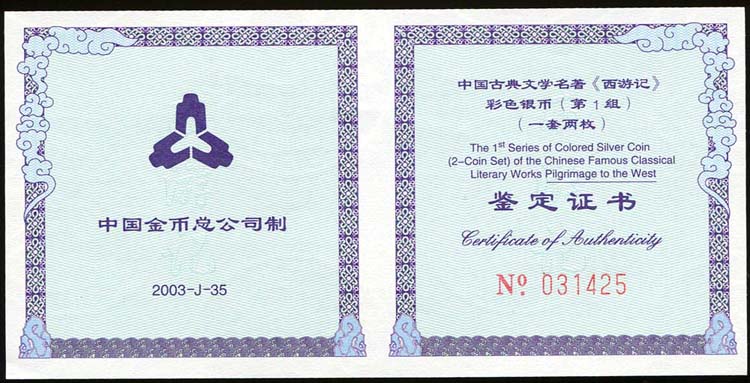 中国金币总公司制
2003-J-35
中国古典文学名著《西游记》
彩色银币(第1组)
(一套两枚)
The 1st Series of Colored Silver Coin
(2-Coin Set) of the Chinese Famous Classical
Literary Works Pilgrimage to the West
鉴定证书
Certificate of Authenticity
Nº 031425